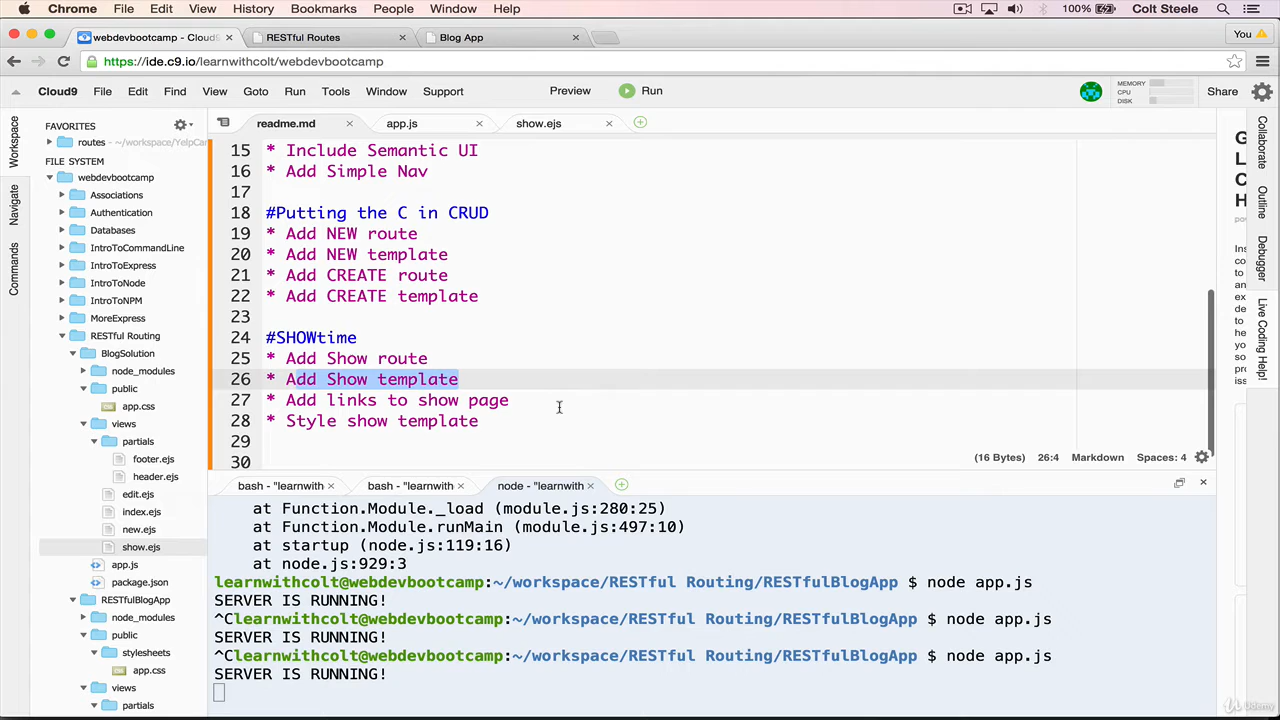 Chrome File Edit View History Bookmarks People Window Help 100% Colt Steele
webdevbootcamp - Cloud9 RESTful Routes Blog App You
https://ide.c9.io/learnwithcolt/webdevbootcamp
Cloud9 File Edit Find View Goto Run Tools Window Support Preview Run MEMORY CPU DISK Share
Workspace
Navigate
Commands
FAVORITES
routes - ~/workspace/YelpCa
FILE SYSTEM
webdevbootcamp
Associations
Authentication
Databases
IntroToCommandLine
IntroToExpress
IntroToNode
IntroToNPM
MoreExpress
RESTful Routing
BlogSolution
node_modules
public
app.css
views
partials
footer.ejs
header.ejs
edit.ejs
index.ejs
new.ejs
show.ejs
app.js
package.json
RESTfulBlogApp
node_modules
public
stylesheets
app.css
views
partials
readme.md app.js show.ejs
15 * Include Semantic UI
16 * Add Simple Nav
17
18 #Putting the C in CRUD
19 * Add NEW route
20 * Add NEW template
21 * Add CREATE route
22 * Add CREATE template
23
24 #SHOWtime
25 * Add Show route
26 * Add Show template
27 * Add links to show page
28 * Style show template
29
30
(16 Bytes) 26:4 Markdown Spaces: 4
bash - "learnwith bash - "learnwith node - "learnwith
at Function.Module._load (module.js:280:25)
at Function.Module.runMain (module.js:497:10)
at startup (node.js:119:16)
at node.js:929:3
learnwithcolt@webdevbootcamp:~/workspace/RESTful Routing/RESTfulBlogApp $ node app.js
SERVER IS RUNNING!
^Clearnwithcolt@webdevbootcamp:~/workspace/RESTful Routing/RESTfulBlogApp $ node app.js
SERVER IS RUNNING!
^Clearnwithcolt@webdevbootcamp:~/workspace/RESTful Routing/RESTfulBlogApp $ node app.js
SERVER IS RUNNING!
Collaborate
Outline
Debugger
Live Coding Help!
Udemy